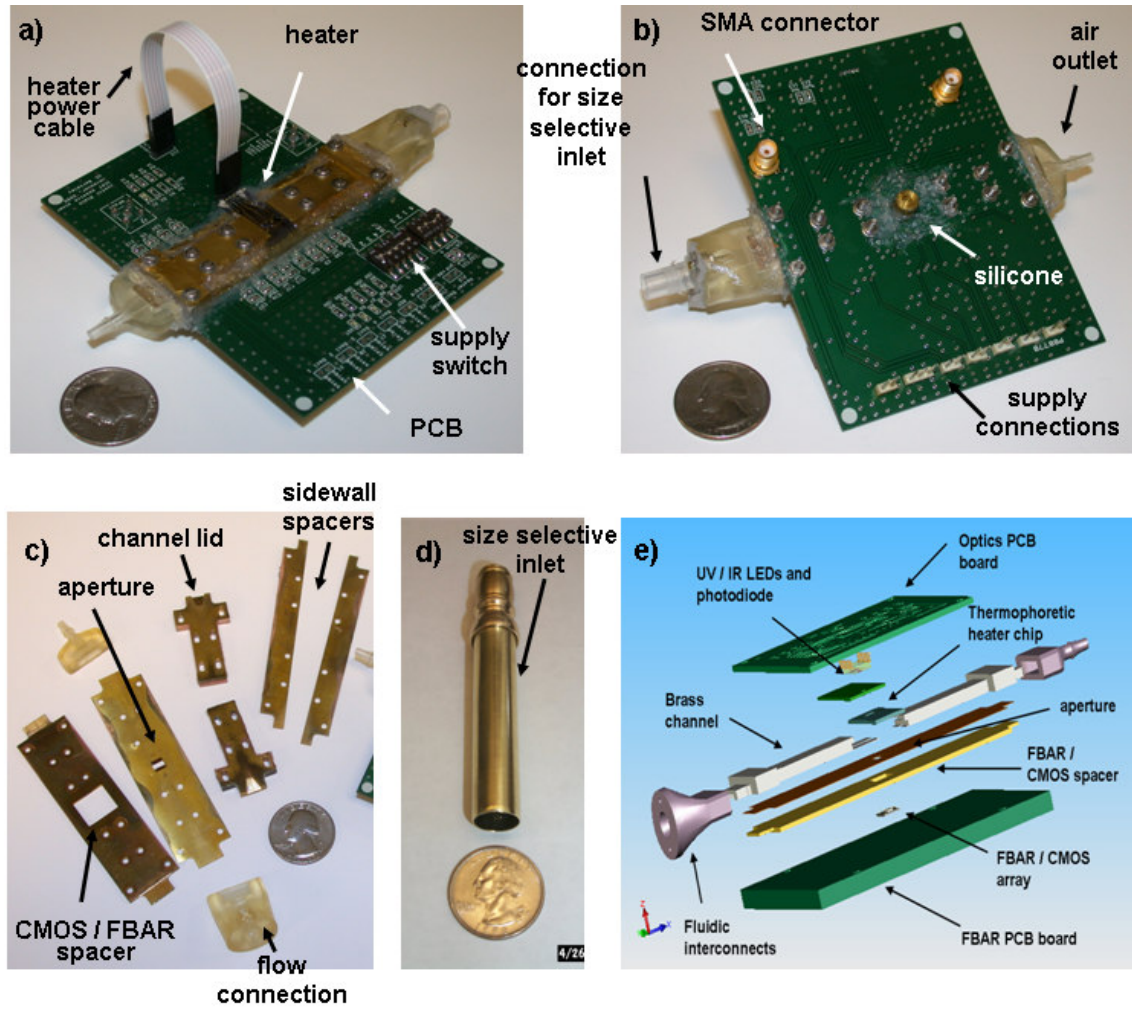 a)
heater
heater
power
cable
supply
switch
PCB
b)
SMA connector
air
outlet
connection
for size
selective
inlet
silicone
supply
connections
c)
sidewall
spacers
channel lid
aperture
CMOS / FBAR
spacer
flow
connection
d)
size selective
inlet
4/26
e)
Optics PCB
board
UV / IR LEDs and
photodiode
Thermophoretic
heater chip
Brass
channel
aperture
FBAR /
CMOS spacer
FBAR / CMOS
array
Fluidic
interconnects
FBAR PCB board